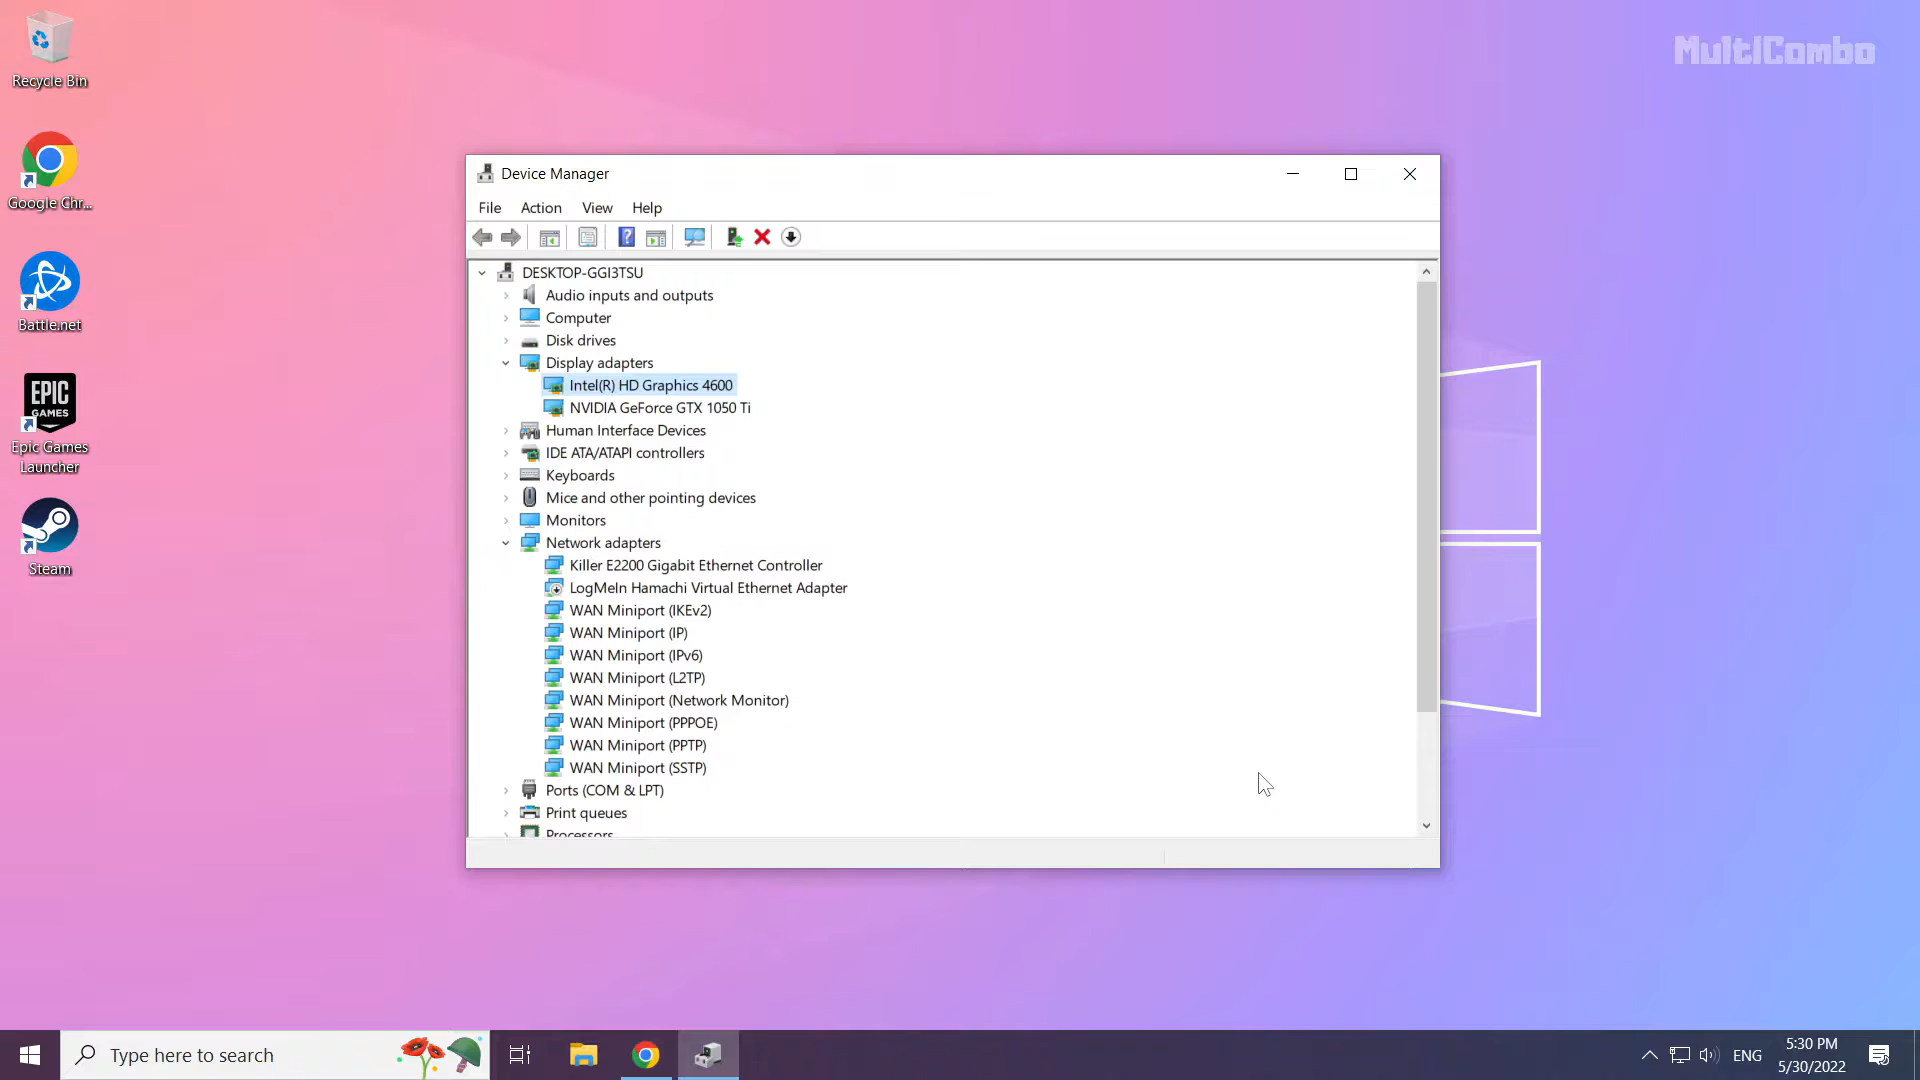 MultiCombo
Recycle Bin
Google Chr...
Battle.net
EPIC
GAMES
Epic Games
Launcher
Steam
Device Manager
File Action View Help
DESKTOP-GGI3TSU
Audio inputs and outputs
Computer
Disk drives
Display adapters
Intel(R) HD Graphics 4600
NVIDIA GeForce GTX 1050 Ti
Human Interface Devices
IDE ATA/ATAPI controllers
Keyboards
Mice and other pointing devices
Monitors
Network adapters
Killer E2200 Gigabit Ethernet Controller
LogMeIn Hamachi Virtual Ethernet Adapter
WAN Miniport (IKEv2)
WAN Miniport (IP)
WAN Miniport (IPv6)
WAN Miniport (L2TP)
WAN Miniport (Network Monitor)
WAN Miniport (PPPOE)
WAN Miniport (PPTP)
WAN Miniport (SSTP)
Ports (COM & LPT)
Print queues
Processors
Type here to search
ENG
5:30 PM
5/30/2022